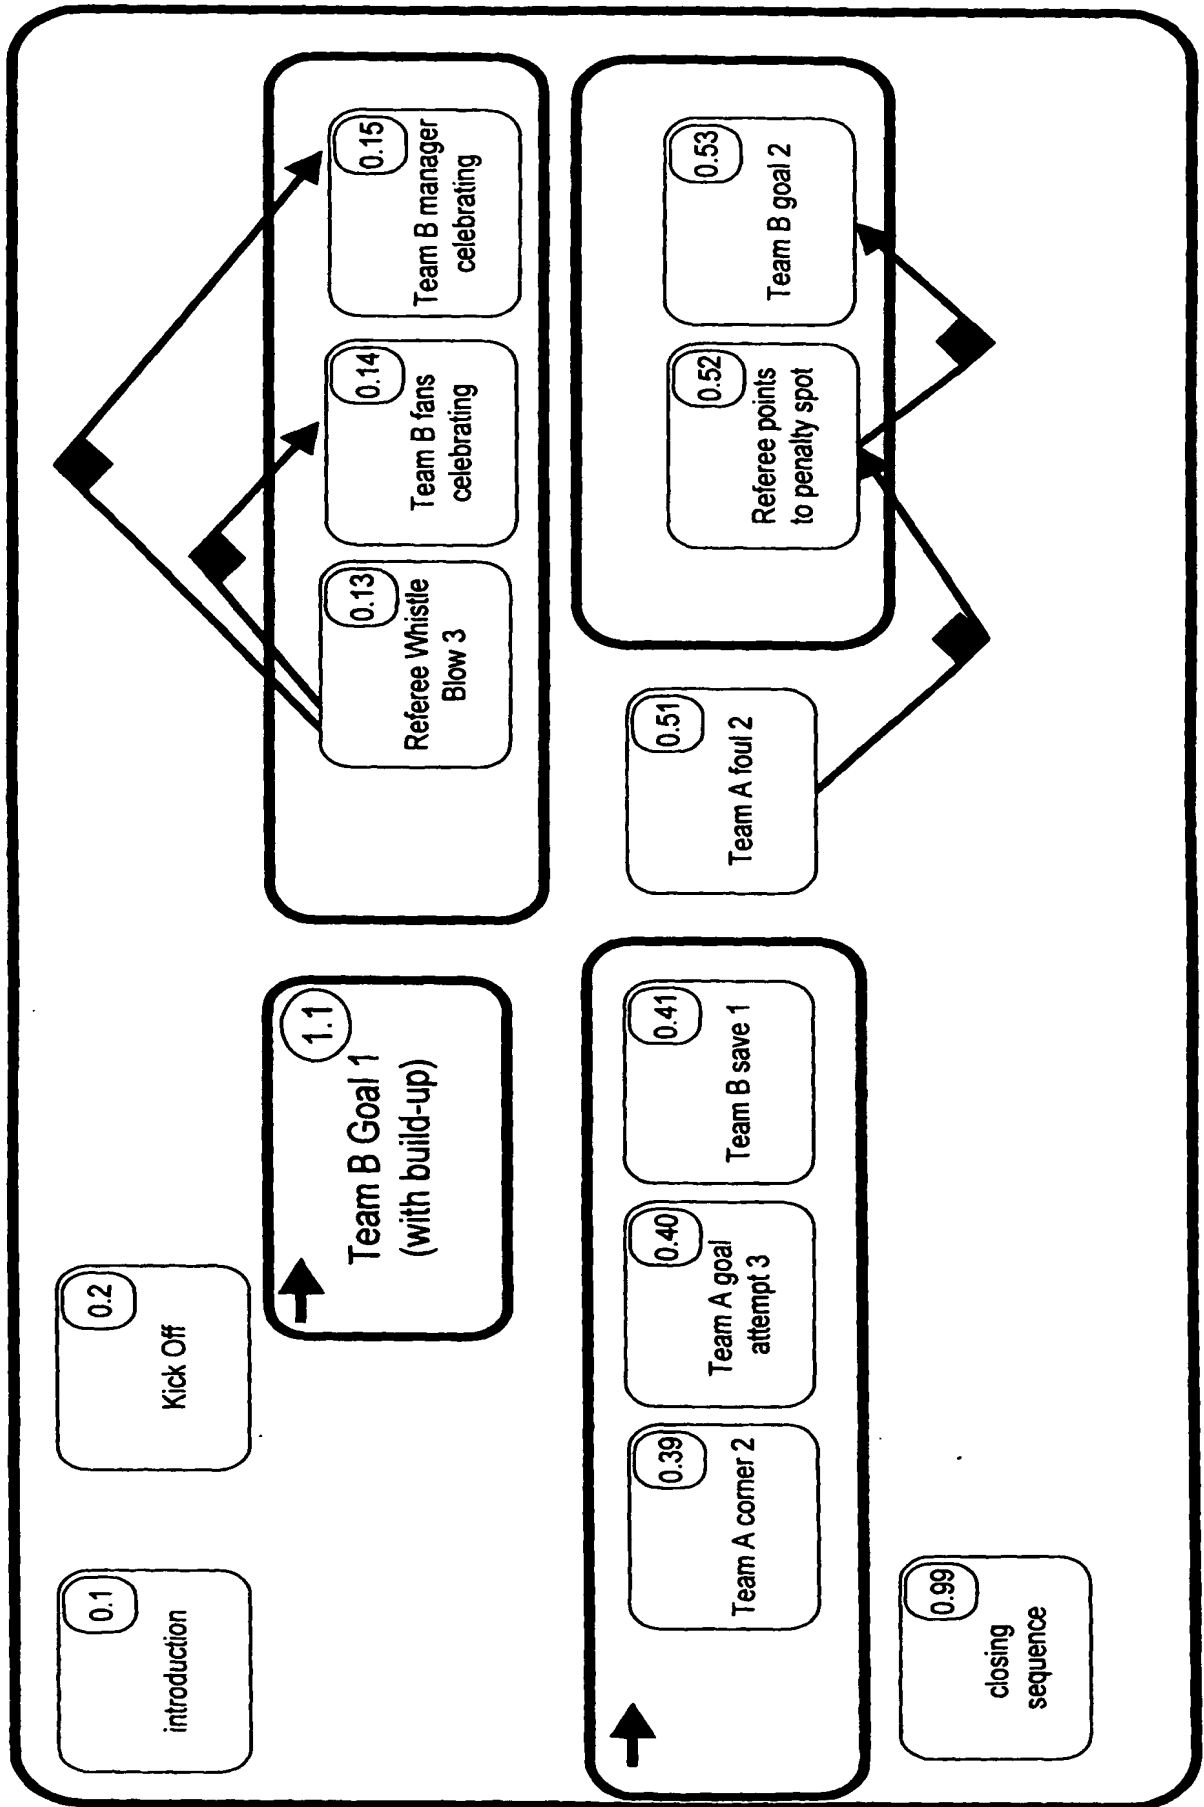 0.1
introduction
0.2
Kick Off
1.1
Team B Goal 1
(with build-up)
0.13
Referee Whistle
Blow 3
0.14
Team B fans
celebrating
0.15
Team B manager
celebrating
0.39
Team A corner 2
0.40
Team A goal
attempt 3
0.41
Team B save 1
0.51
Team A foul 2
0.52
Referee points
to penalty spot
0.53
Team B goal 2
0.99
closing
sequence